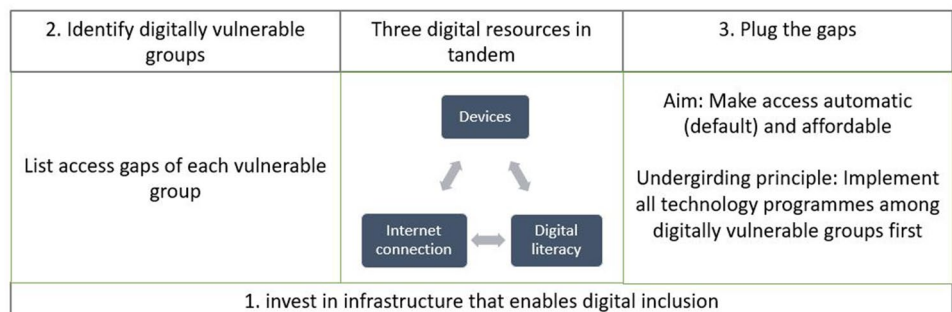 2. Identify digitally vulnerable
groups
Three digital resources in
tandem
3. Plug the gaps
List access gaps of each vulnerable
group
Devices
Internet
connection
Digital
literacy
Aim: Make access automatic
(default) and affordable
Undergirding principle: Implement
all technology programmes among
digitally vulnerable groups first
1. invest in infrastructure that enables digital inclusion